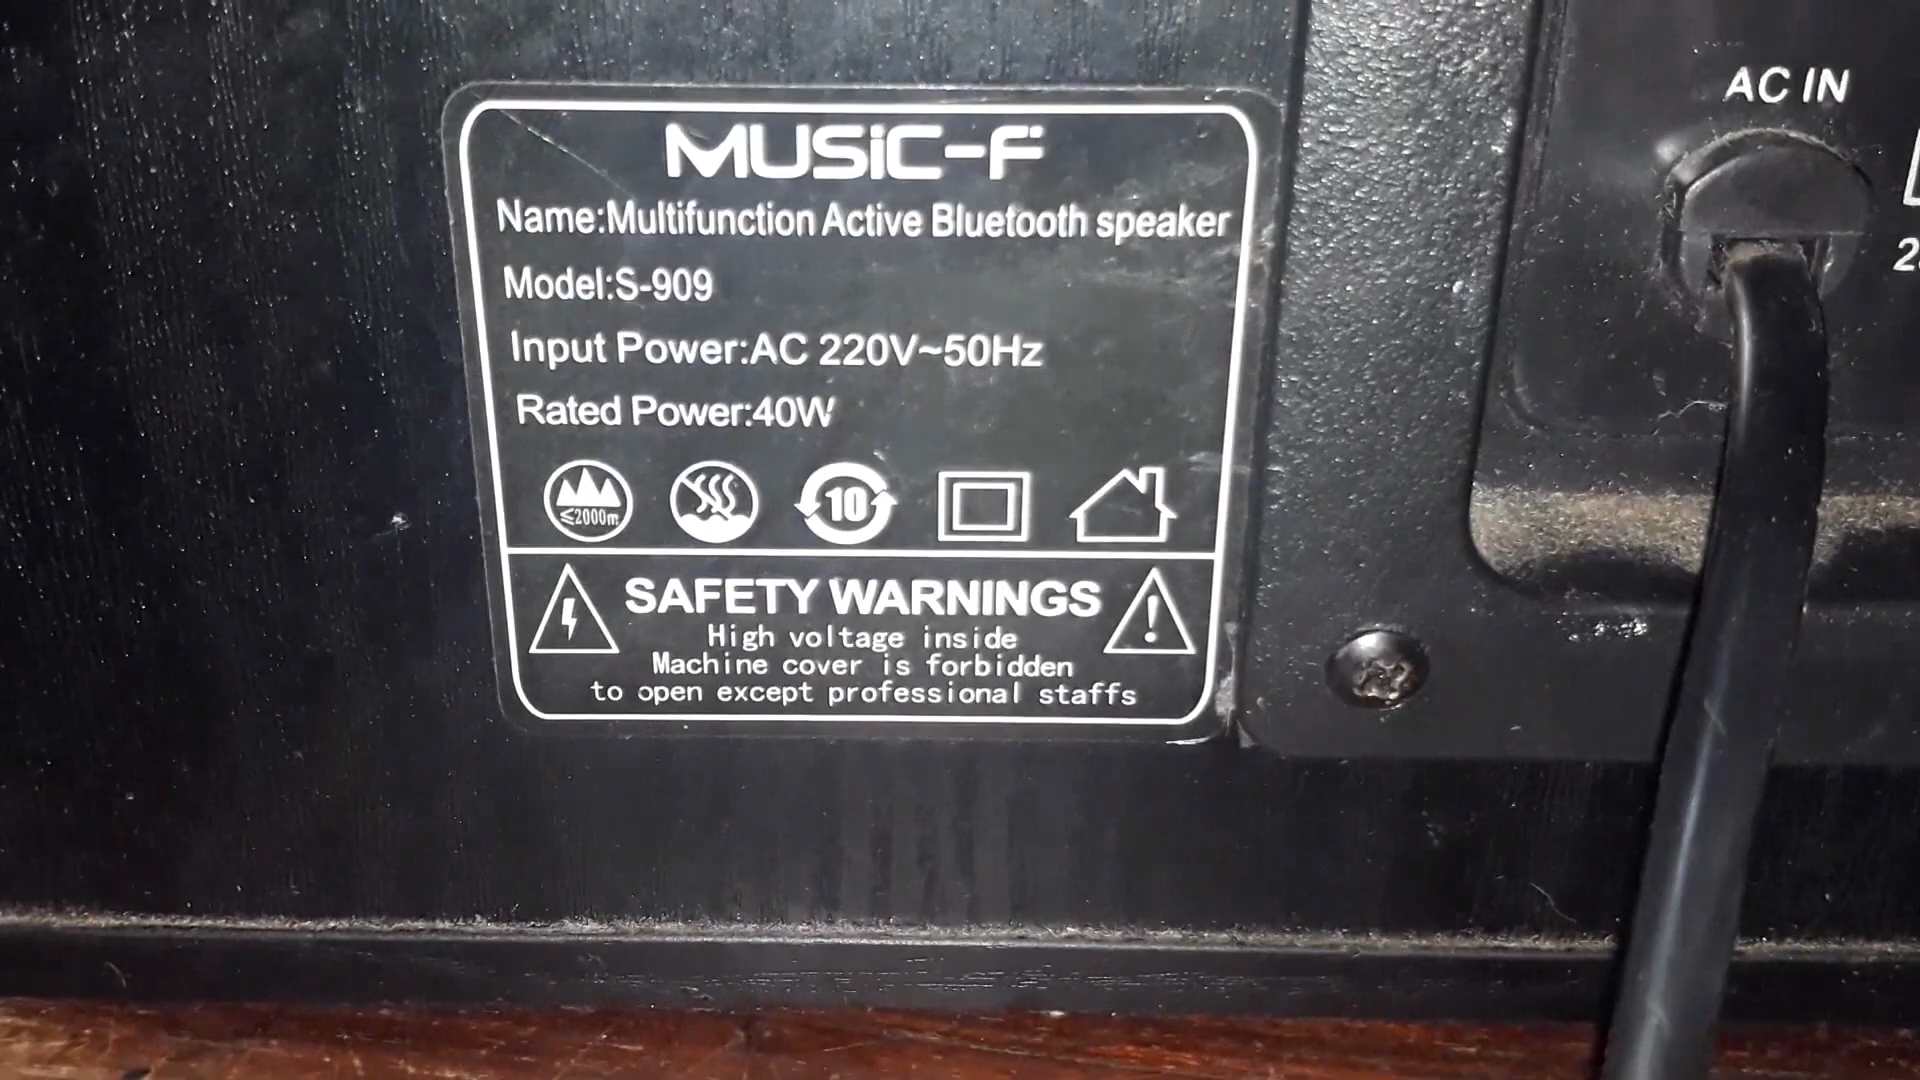 MUSiC-F
Name:Multifunction Active Bluetooth speaker
Model:S-909
Input Power:AC 220V~50Hz
Rated Power:40W
≤2000m
10
SAFETY WARNINGS
High voltage inside
Machine cover is forbidden
to open except professional staffs
AC IN